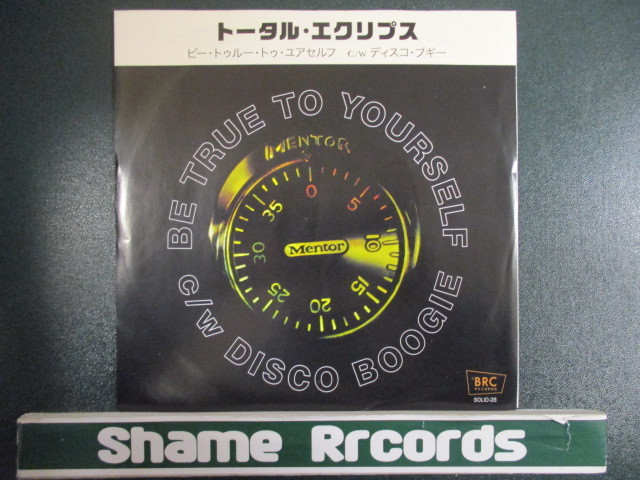 トータル・エクリプス
ビー・トゥルー・トゥ・ユアセルフ C/W ディスコ・ブギー
BE TRUE TO YOURSELF
C/W DISCO BOOGIE
MENTOR
0
5
10
15
20
25
30
35
Mentor
BRC
RECORDS
SOLID-28
Shame Rrcords